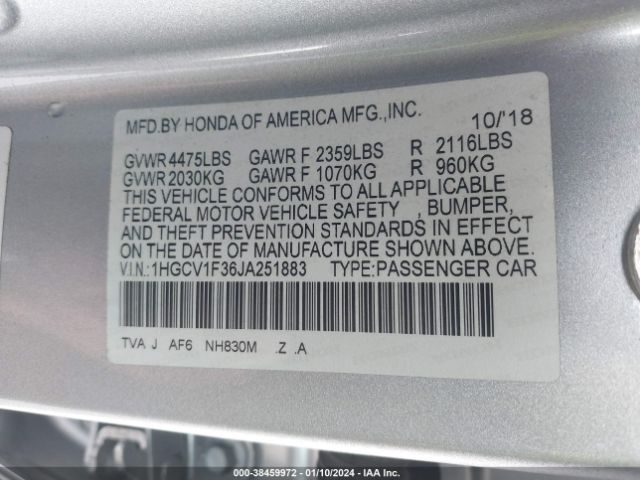 MFD.BY HONDA OF AMERICA MFG.,INC. 10/'18
GVWR 4475LBS GAWR F 2359LBS R 2116LBS
GVWR 2030KG GAWR F 1070KG R 960KG
THIS VEHICLE CONFORMS TO ALL APPLICABLE
FEDERAL MOTOR VEHICLE SAFETY , BUMPER,
AND THEFT PREVENTION STANDARDS IN EFFECT
ON THE DATE OF MANUFACTURE SHOWN ABOVE.
V.I.N.:1HGCV1F36JA251883 TYPE:PASSENGER CAR
TVA J AF6 NH830M .Z .A
000-38459972 - 01/10/2024 - IAA Inc.